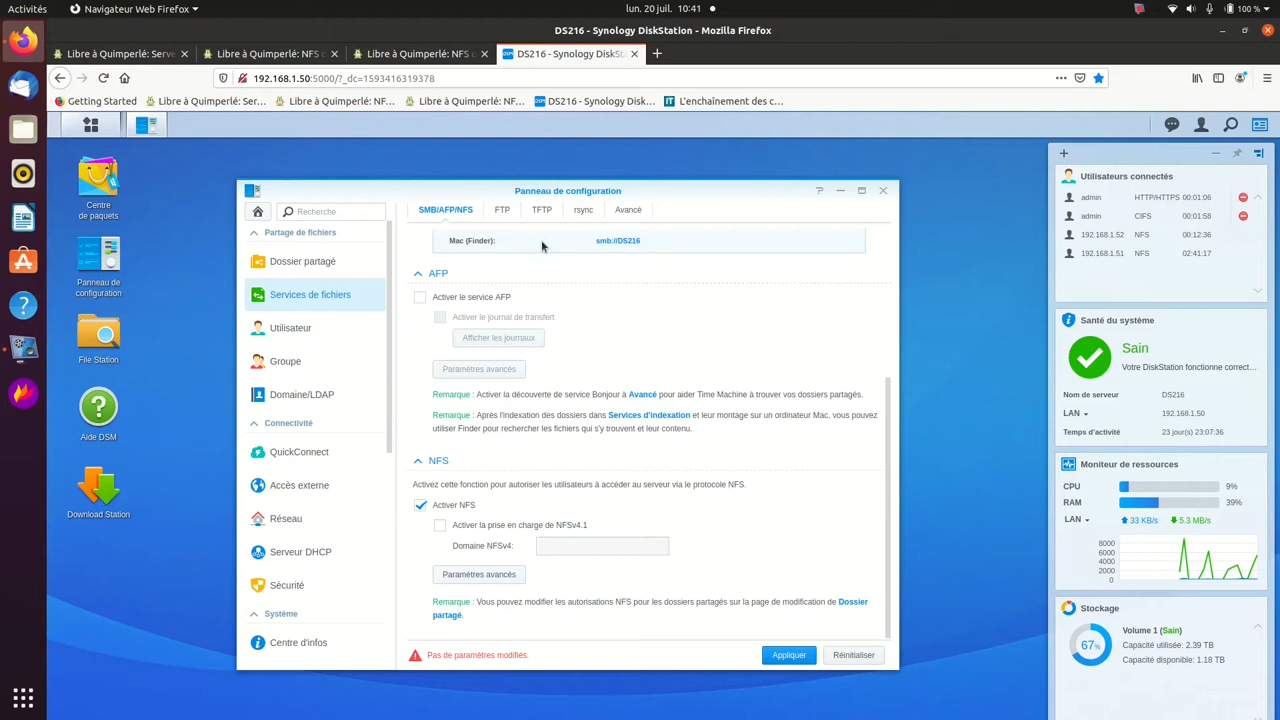 Activités
Navigateur Web Firefox
lun. 20 juil. 10:41
100 %
DS216 - Synology DiskStation - Mozilla Firefox
Libre à Quimperlé: Serve
Libre à Quimperlé: NFS c
Libre à Quimperlé: NFS c
DS216 - Synology DiskSt
192.168.1.50:5000/?_dc=1593416319378
Getting Started
Libre à Quimperlé: Ser…
Libre à Quimperlé: NF…
Libre à Quimperlé: NF…
DS216 - Synology Disk…
L'enchaînement des c…
Centre
de paquets
Panneau de
configuration
File Station
Aide DSM
Download Station
Panneau de configuration
Recherche
Partage de fichiers
Dossier partagé
Services de fichiers
Utilisateur
Groupe
Domaine/LDAP
Connectivité
QuickConnect
Accès externe
Réseau
Serveur DHCP
Sécurité
Système
Centre d'infos
SMB/AFP/NFS
FTP
TFTP
rsync
Avancé
Mac (Finder):
smb://DS216
AFP
Activer le service AFP
Activer le journal de transfert
Afficher les journaux
Paramètres avancés
Remarque : Activer la découverte de service Bonjour à Avancé pour aider Time Machine à trouver vos dossiers partagés.
Remarque : Après l'indexation des dossiers dans Services d'indexation et leur montage sur un ordinateur Mac, vous pouvez
utiliser Finder pour rechercher les fichiers qui s'y trouvent et leur contenu.
NFS
Activez cette fonction pour autoriser les utilisateurs à accéder au serveur via le protocole NFS.
Activer NFS
Activer la prise en charge de NFSv4.1
Domaine NFSv4:
Paramètres avancés
Remarque : Vous pouvez modifier les autorisations NFS pour les dossiers partagés sur la page de modification de Dossier
partagé.
Pas de paramètres modifiés.
Appliquer
Réinitialiser
Utilisateurs connectés
admin HTTP/HTTPS 00:01:06
admin CIFS 00:01:58
192.168.1.52 NFS 00:12:36
192.168.1.51 NFS 02:41:17
Santé du système
Sain
Votre DiskStation fonctionne correct…
Nom de serveur DS216
LAN 192.168.1.50
Temps d'activité 23 jour(s) 23:07:36
Moniteur de ressources
CPU 9%
RAM 39%
LAN 33 KB/s 5.3 MB/s
8000
6000
4000
2000
0
Stockage
67%
Volume 1 (Sain)
Capacité utilisée: 2.39 TB
Capacité disponible: 1.18 TB